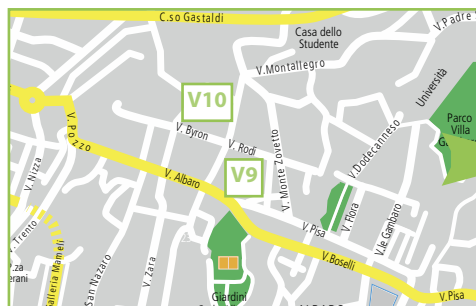 C.so Gastaldi
V. Padre
Casa dello
Studente
V.Montallegro
Università
V10
Parco
Villa
V. Pozzo
V. Byron
V. Rodi
V. Monte Zovetto
V.Dodecanneso
V. Nizza
V. Albaro
V9
V. Flora
V.le Gambaro
V. Pisa
V. Trento
V.Boselli
Galleria Mameli
San Nazaro
V. Zara
Giardini
V.Pisa